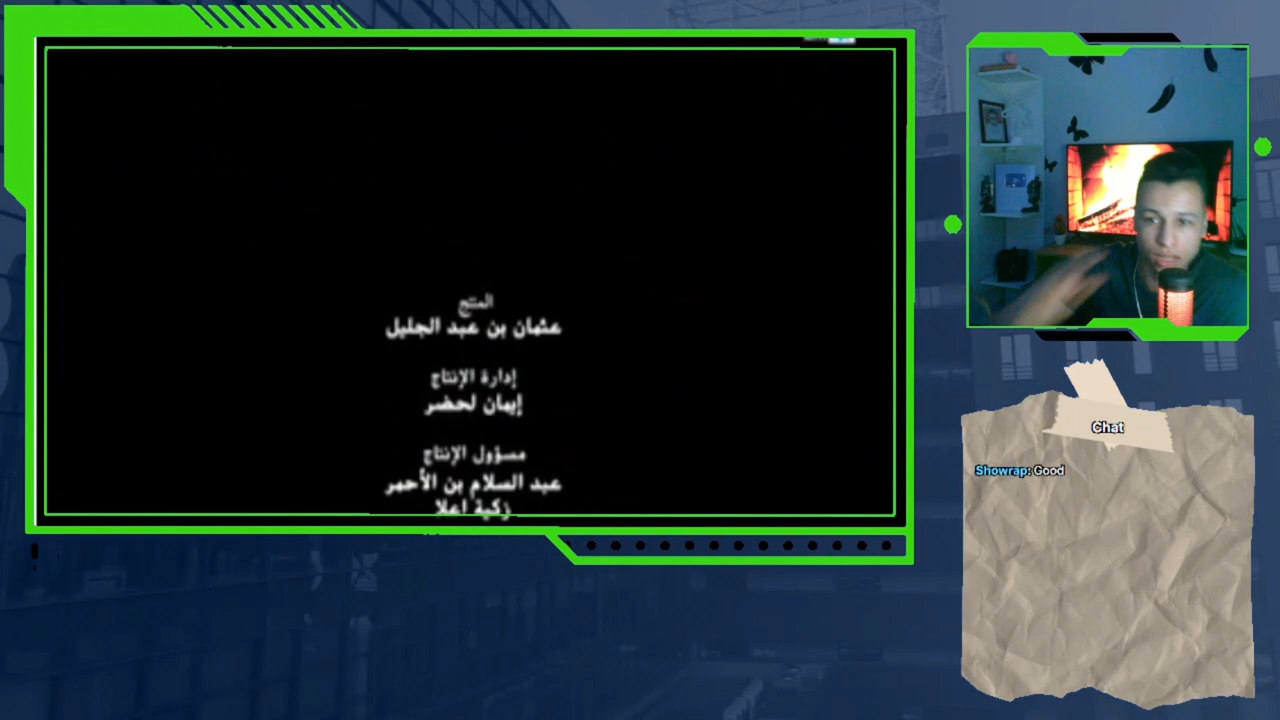 المنتج
عثمان بن عبد الجليل
إدارة الإنتاج
إيمان لحضر
مسؤول الإنتاج
عبد السلام بن الأحمر
زكية اعلا
Chat
Showrap: Good